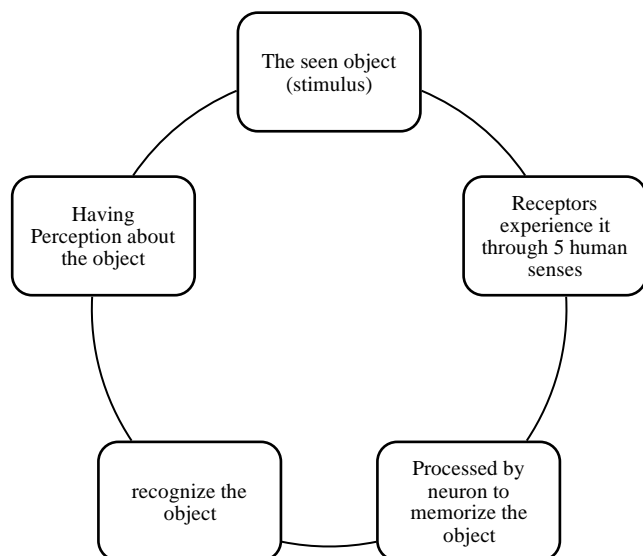 The seen object
(stimulus)
Receptors
experience it
through 5 human
senses
Processed by
neuron to
memorize the
object
recognize the
object
Having
Perception about
the object